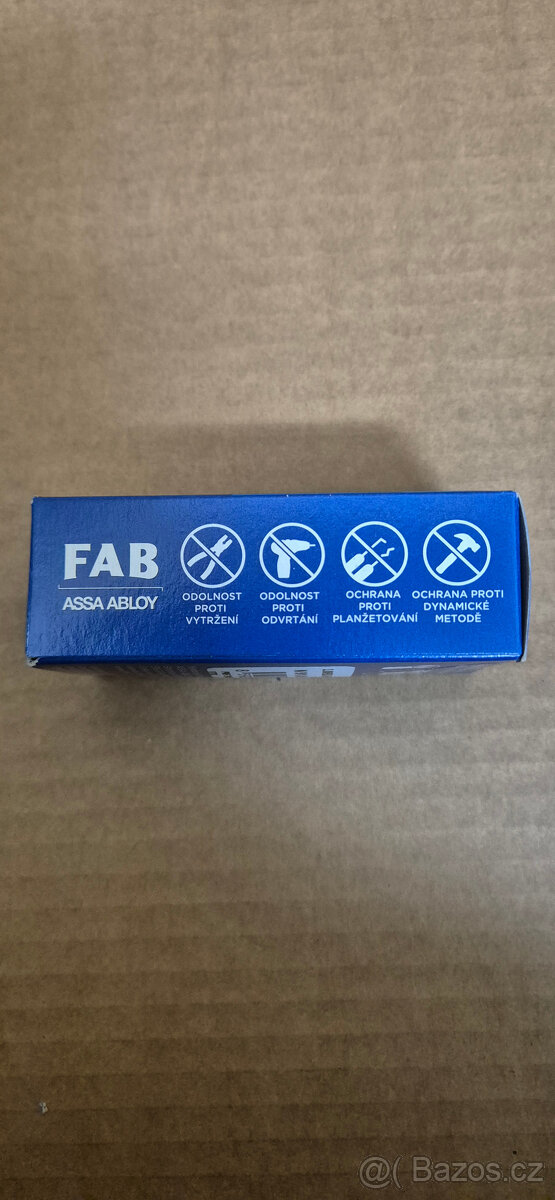 FAB
ASSA ABLOY
ODOLNOST
PROTI
VYTRŽENÍ
ODOLNOST
PROTI
ODVRTÁNÍ
OCHRANA
PROTI
PLANŽETOVÁNÍ
OCHRANA PROTI
DYNAMICKÉ
METODĚ
@( Bazos.cz